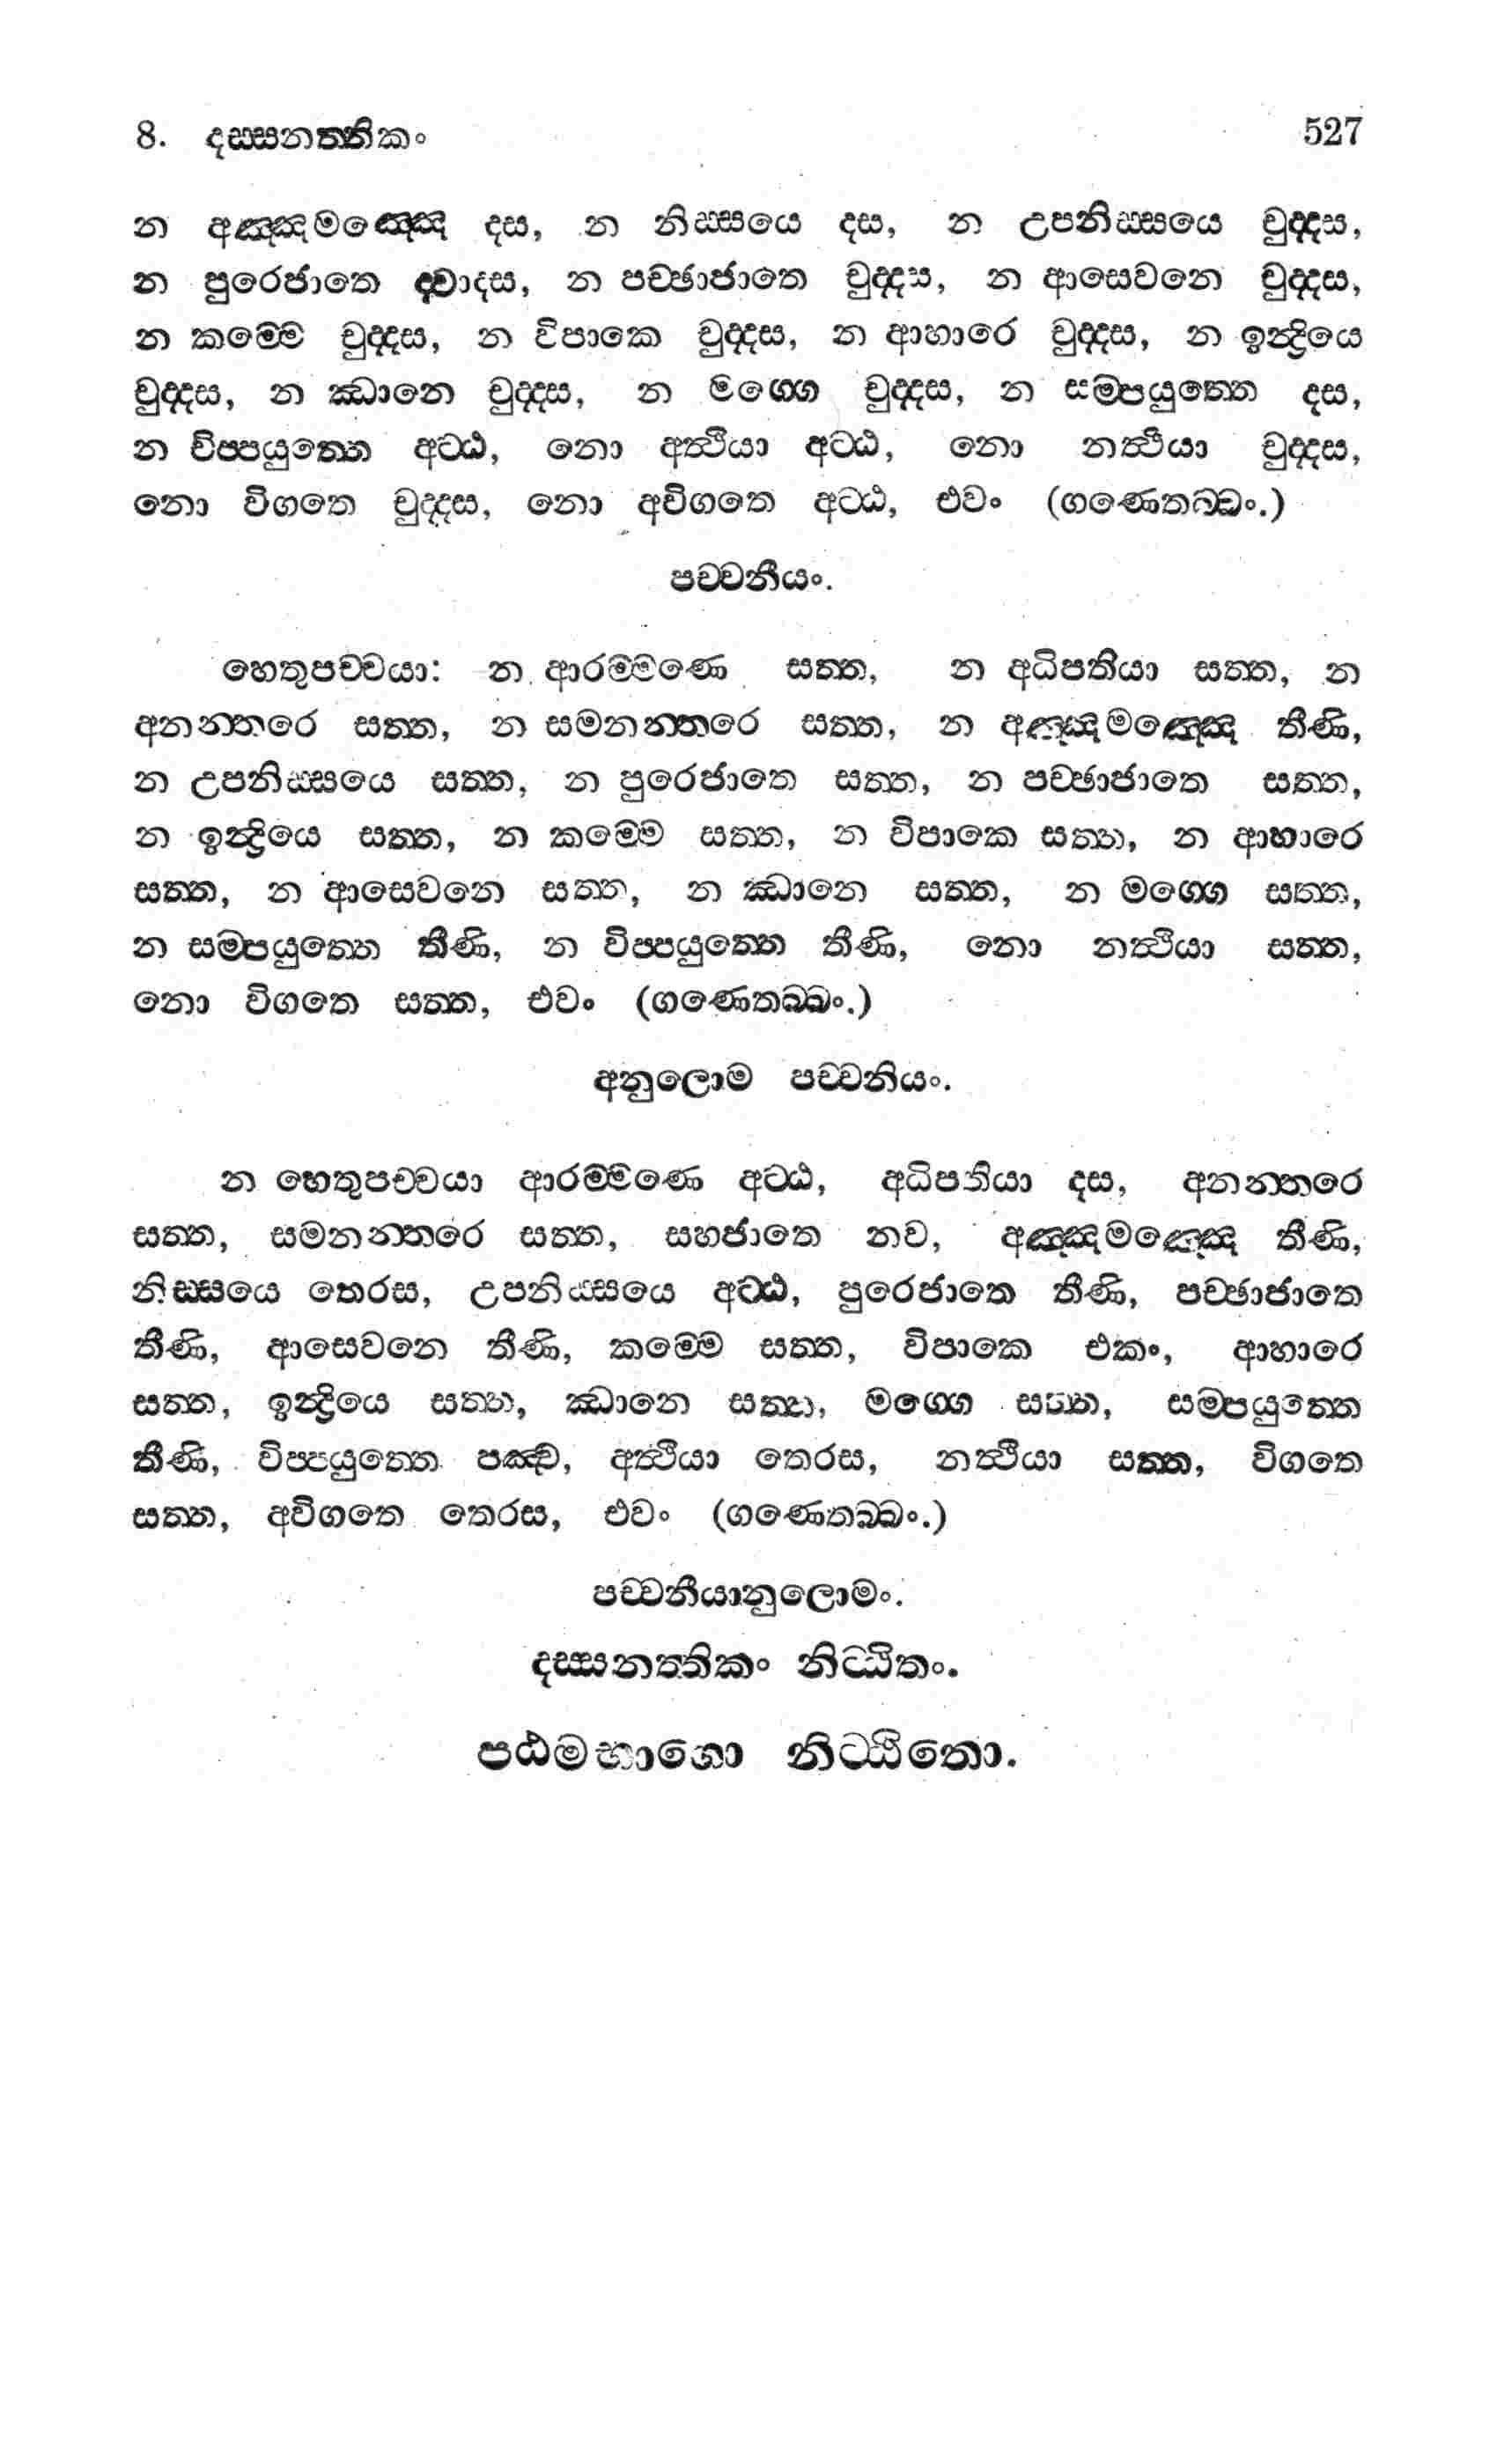 8. දස්සනත්තිකං 527
න අඤ්ඤමඤ්ඤෙ දස, න නිස්සයෙ දස, න උපනිස්සයෙ චුද්දස,
න පුරෙජාතෙ ද්වාදස, න පච්ඡාජාතෙ චුද්දස, න ආසෙවනෙ චුද්දස,
න කම්මෙ චුද්දස, න විපාකෙ චුද්දස, න ආහාරෙ චුද්දස, න ඉන්ද්‍රියෙ
චුද්දස, න ඣානෙ චුද්දස, න මග්ගෙ චුද්දස, න සම්පයුත්තෙ දස,
න විප්පයුත්තෙ අට්ඨ, නො අත්ථියා අට්ඨ, නො නත්ථියා චුද්දස,
නො විගතෙ චුද්දස, නො අවිගතෙ අට්ඨ, එවං (ගණෙතබ්බං.)
පච්චනීයං.
හෙතුපච්චයා: න ආරම්මණෙ සත්ත, න අධිපතියා සත්ත, න
අනන්තරෙ සත්ත, න සමනන්තරෙ සත්ත, න අඤ්ඤමඤ්ඤෙ තීණි,
න උපනිස්සයෙ සත්ත, න පුරෙජාතෙ සත්ත, න පච්ඡාජාතෙ සත්ත,
න ඉන්ද්‍රියෙ සත්ත, න කම්මෙ සත්ත, න විපාකෙ සත්ත, න ආහාරෙ
සත්ත, න ආසෙවනෙ සත්ත, න ඣානෙ සත්ත, න මග්ගෙ සත්ත,
න සම්පයුත්තෙ තීණි, න විප්පයුත්තෙ තීණි, නො නත්ථියා සත්ත,
නො විගතෙ සත්ත, එවං (ගණෙතබ්බං.)
අනුලොම පච්චනියං.
න හෙතුපච්චයා ආරම්මණෙ අට්ඨ, අධිපතියා දස, අනන්තරෙ
සත්ත, සමනන්තරෙ සත්ත, සහජාතෙ නව, අඤ්ඤමඤ්ඤෙ තීණි,
නිස්සයෙ තෙරස, උපනිස්සයෙ අට්ඨ, පුරෙජාතෙ තීණි, පච්ඡාජාතෙ
තීණි, ආසෙවනෙ තීණි, කම්මෙ සත්ත, විපාකෙ එකං, ආහාරෙ
සත්ත, ඉන්ද්‍රියෙ සත්ත, ඣානෙ සත්ත, මග්ගෙ සත්ත, සම්පයුත්තෙ
තීණි, විප්පයුත්තෙ පඤ්ච, අත්ථියා තෙරස, නත්ථියා සත්ත, විගතෙ
සත්ත, අවිගතෙ තෙරස, එවං (ගණෙතබ්බං.)
පච්චනීයානුලොමං.
දස්සනත්තිකං නිට්ඨිතං.
පඨමභාගො නිට්ඨිතො.